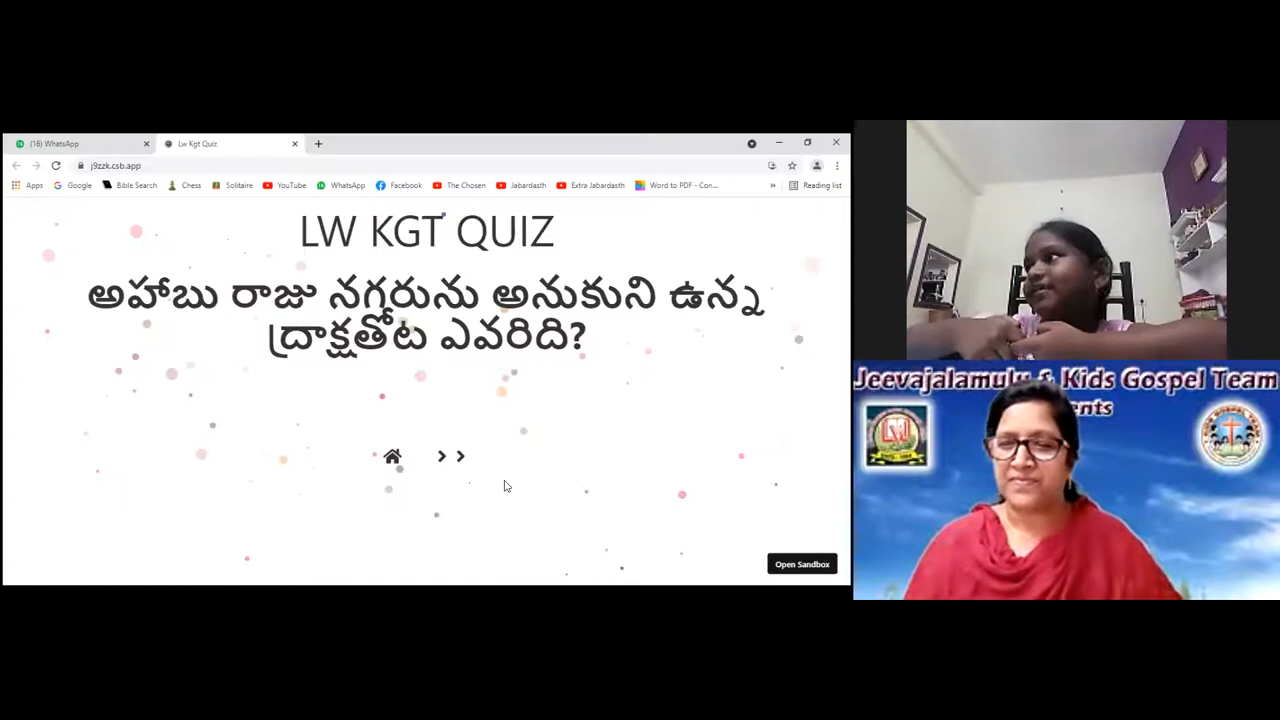 (16) WhatsApp
Lw Kgt Quiz
j9zzk.csb.app
Apps Google Bible Search Chess Solitaire YouTube WhatsApp Facebook The Chosen Jabardasth Extra Jabardasth Word to PDF - Con... » Reading list
LW KGT QUIZ
అహాబు రాజు నగరును అనుకుని ఉన్న
ద్రాక్షతోట ఎవరిది?
Open Sandbox
Jeevajalamulu & Kids Gospel Team
ents
LW